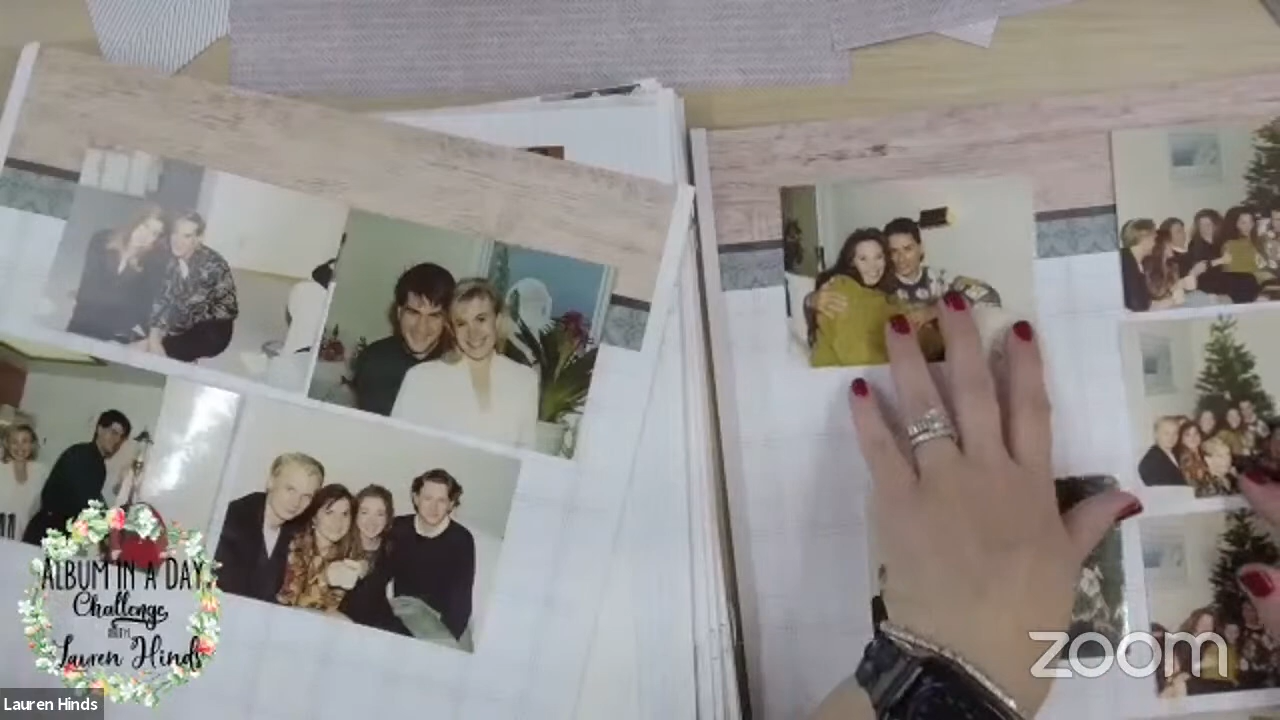 ALBUM IN A DAY
Challenge
WITH
Lauren Hinds
Lauren Hinds
zoom